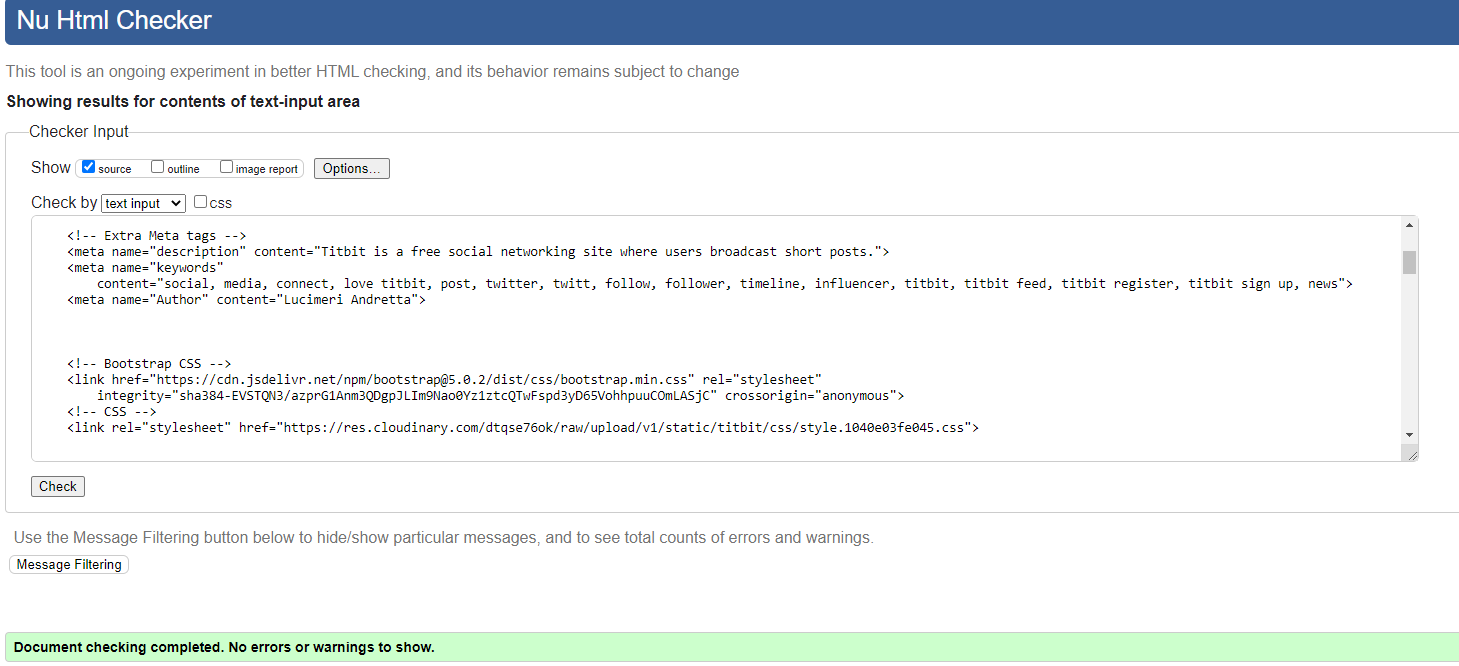 Nu Html Checker
This tool is an ongoing experiment in better HTML checking, and its behavior remains subject to change
Showing results for contents of text-input area
Checker Input
Show source outline image report Options...
Check by text input css
<!-- Extra Meta tags -->
<meta name="description" content="Titbit is a free social networking site where users broadcast short posts.">
<meta name="keywords"
content="social, media, connect, love titbit, post, twitter, twitt, follow, follower, timeline, influencer, titbit, titbit feed, titbit register, titbit sign up, news">
<meta name="Author" content="Lucimeri Andretta">
<!-- Bootstrap CSS -->
<link href="https://cdn.jsdelivr.net/npm/bootstrap@5.0.2/dist/css/bootstrap.min.css" rel="stylesheet"
integrity="sha384-EVSTQN3/azprG1Anm3QDgpJLIm9Nao0Yz1ztcQTwFspd3yD65VohhpuuCOmLASjC" crossorigin="anonymous">
<!-- CSS -->
<link rel="stylesheet" href="https://res.cloudinary.com/dtqse76ok/raw/upload/v1/static/titbit/css/style.1040e03fe045.css">
Check
Use the Message Filtering button below to hide/show particular messages, and to see total counts of errors and warnings.
Message Filtering
Document checking completed. No errors or warnings to show.